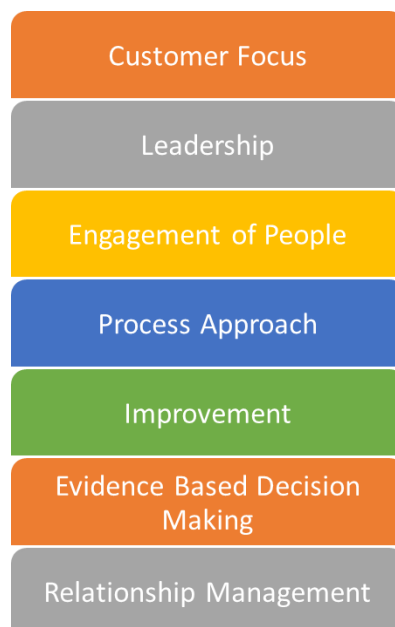 Customer Focus
Leadership
Engagement of People
Process Approach
Improvement
Evidence Based Decision
Making
Relationship Management